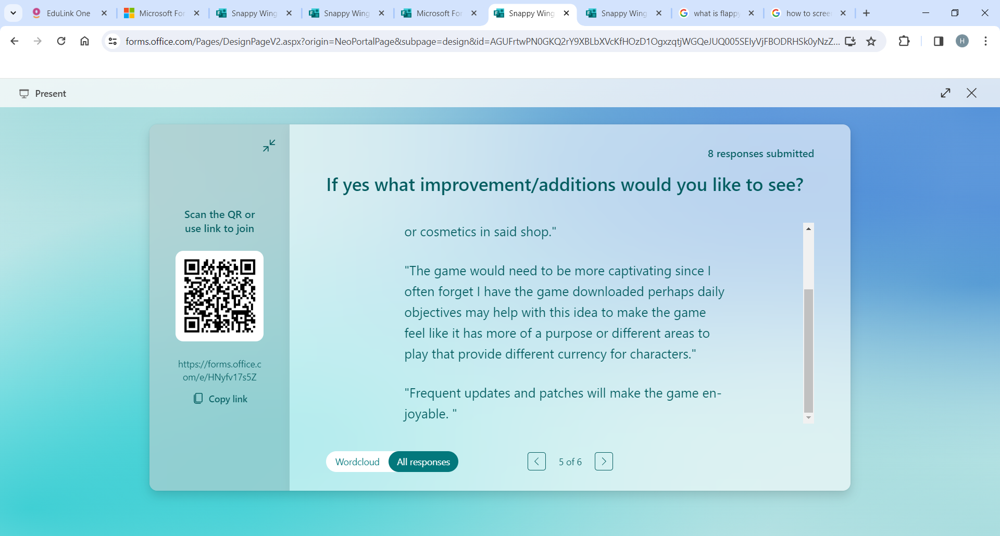 EduLink One
Microsoft For
Snappy Wing
Snappy Wing
Microsoft For
Snappy Wing
Snappy Wing
what is flappy
how to scree
forms.office.com/Pages/DesignPageV2.aspx?origin=NeoPortalPage&subpage=design&id=AGUFrtwPN0GKQ2rY9XBLbXVcKfHOzD1OgxzqtjWGQeJUQ005SEIyVjFBODRHSk0yNzZ...
H
Present
8 responses submitted
If yes what improvement/additions would you like to see?
Scan the QR or
use link to join
https://forms.office.c
om/e/HNyfv17s5Z
Copy link
or cosmetics in said shop."
"The game would need to be more captivating since I
often forget I have the game downloaded perhaps daily
objectives may help with this idea to make the game
feel like it has more of a purpose or different areas to
play that provide different currency for characters."
"Frequent updates and patches will make the game en-
joyable. "
Wordcloud
All responses
5 of 6